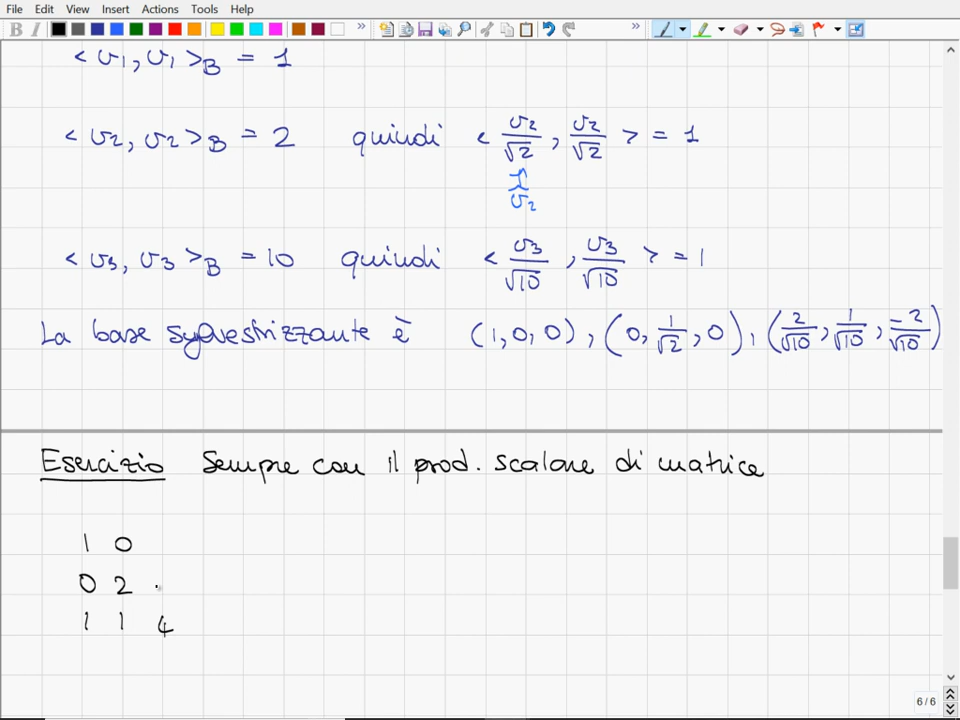 File Edit View Insert Actions Tools Help
B I
< v1, v1 >B = 1
< v2, v2 >B = 2 quindi < v2/√2, v2/√2 > = 1
v2
< v3, v3 >B = 10 quindi < v3/√10, v3/√10 > = 1
La base sylvestrizzante è (1, 0, 0), (0, 1/√2, 0), (2/√10, 1/√10, -2/√10)
Esercizio Sempre con il prod. scalare di matrice
1 0
0 2
1 1 4
6 / 6